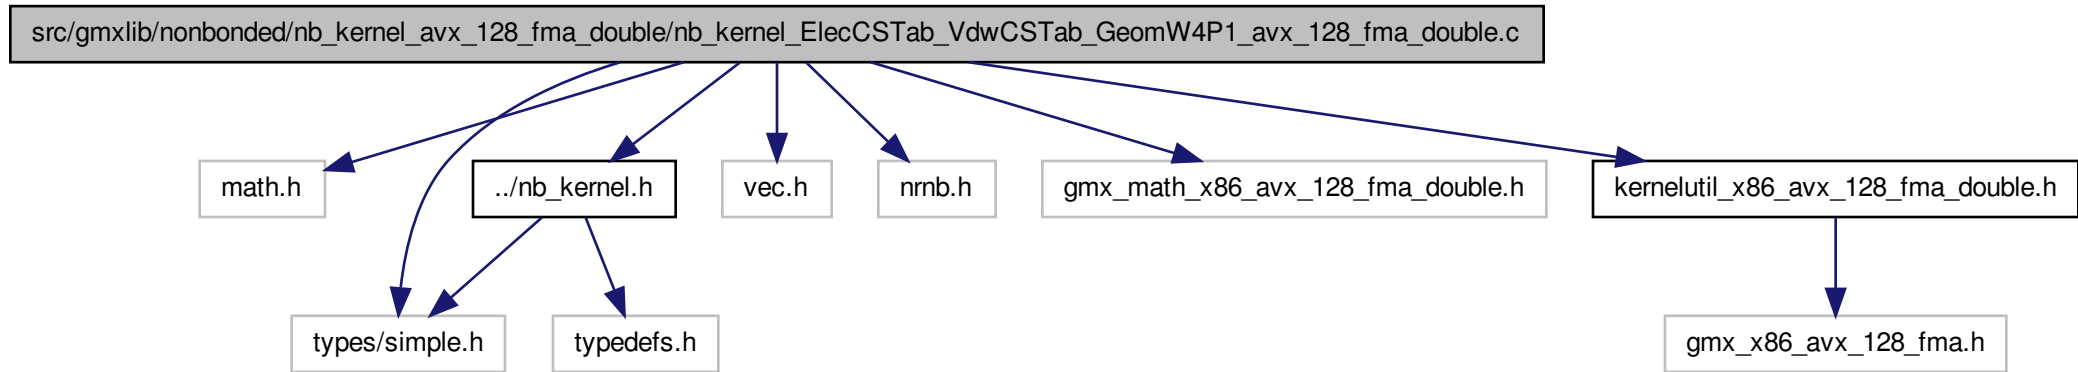 src/gmxlib/nonbonded/nb_kernel_avx_128_fma_double/nb_kernel_ElecCSTab_VdwCSTab_GeomW4P1_avx_128_fma_double.c
math.h
../nb_kernel.h
vec.h
nrnb.h
gmx_math_x86_avx_128_fma_double.h
kernelutil_x86_avx_128_fma_double.h
types/simple.h
typedefs.h
gmx_x86_avx_128_fma.h